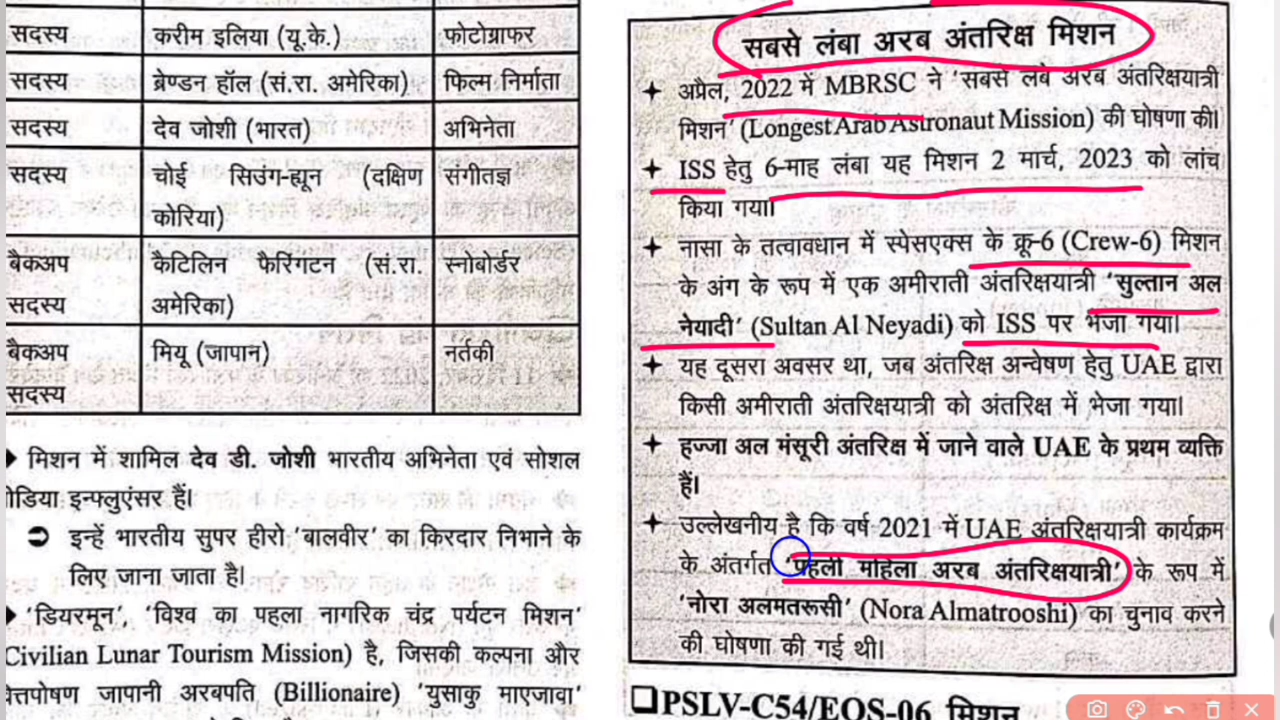 सदस्य करीम इलिया (यू.के.) फोटोग्राफर
सदस्य ब्रेण्डन हॉल (सं.रा. अमेरिका) फिल्म निर्माता
सदस्य देव जोशी (भारत) अभिनेता
सदस्य चोई सिउंग-ह्यून (दक्षिण संगीतज्ञ
कोरिया)
बैकअप कैटिलिन फैरिंगटन (सं.रा. स्नोबोर्डर
सदस्य अमेरिका)
बैकअप मियू (जापान) नर्तकी
सदस्य
मिशन में शामिल देव डी. जोशी भारतीय अभिनेता एवं सोशल
इन्फ्लुएंसर हैं।
इन्हें भारतीय सुपर हीरो 'बालवीर' का किरदार निभाने के
लिए जाना जाता है।
'डियरमून', 'विश्व का पहला नागरिक चंद्र पर्यटन मिशन'
Civilian Lunar Tourism Mission) है, जिसकी कल्पना और
जापानी अरबपति (Billionaire) 'युसाकु माएजावा'
सबसे लंबा अरब अंतरिक्ष मिशन
अप्रैल, 2022 में MBRSC ने 'सबसे लंबे अरब अंतरिक्षयात्री
मिशन' (Longest Arab Astronaut Mission) की घोषणा की।
ISS हेतु 6-माह लंबा यह मिशन 2 मार्च, 2023 को लांच
किया गया।
नासा के तत्वावधान में स्पेसएक्स के क्रू-6 (Crew-6) मिशन
के अंग के रूप में एक अमीराती अंतरिक्षयात्री 'सुल्तान अल
नेयादी' (Sultan Al Neyadi) को ISS पर भेजा गया।
यह दूसरा अवसर था, जब अंतरिक्ष अन्वेषण हेतु UAE द्वारा
किसी अमीराती अंतरिक्षयात्री को अंतरिक्ष में भेजा गया।
हज्जा अल मंसूरी अंतरिक्ष में जाने वाले UAE के प्रथम व्यक्ति
हैं।
उल्लेखनीय है कि वर्ष 2021 में UAE अंतरिक्षयात्री कार्यक्रम
के अंतर्गत 'पहली महिला अरब अंतरिक्षयात्री' के रूप में
'नोरा अलमतरूसी' (Nora Almatrooshi) का चुनाव करने
की घोषणा की गई थी।
PSLV-C54/EOS-06 मिशन